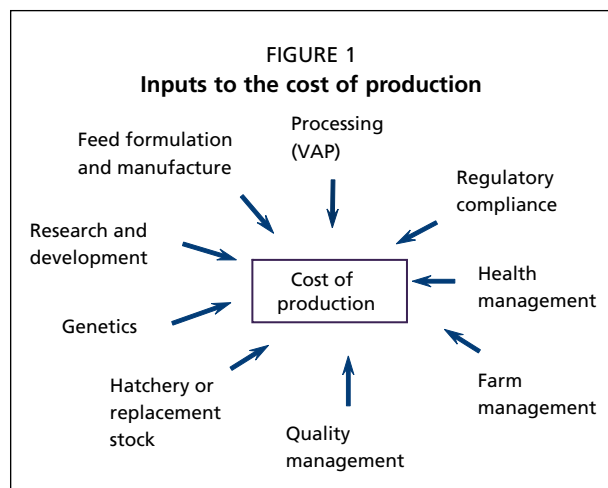 FIGURE 1
Inputs to the cost of production
Processing
(VAP)
Feed formulation
and manufacture
Regulatory
compliance
Research and
development
Cost of
production
Health
management
Genetics
Farm
management
Hatchery or
replacement
stock
Quality
management